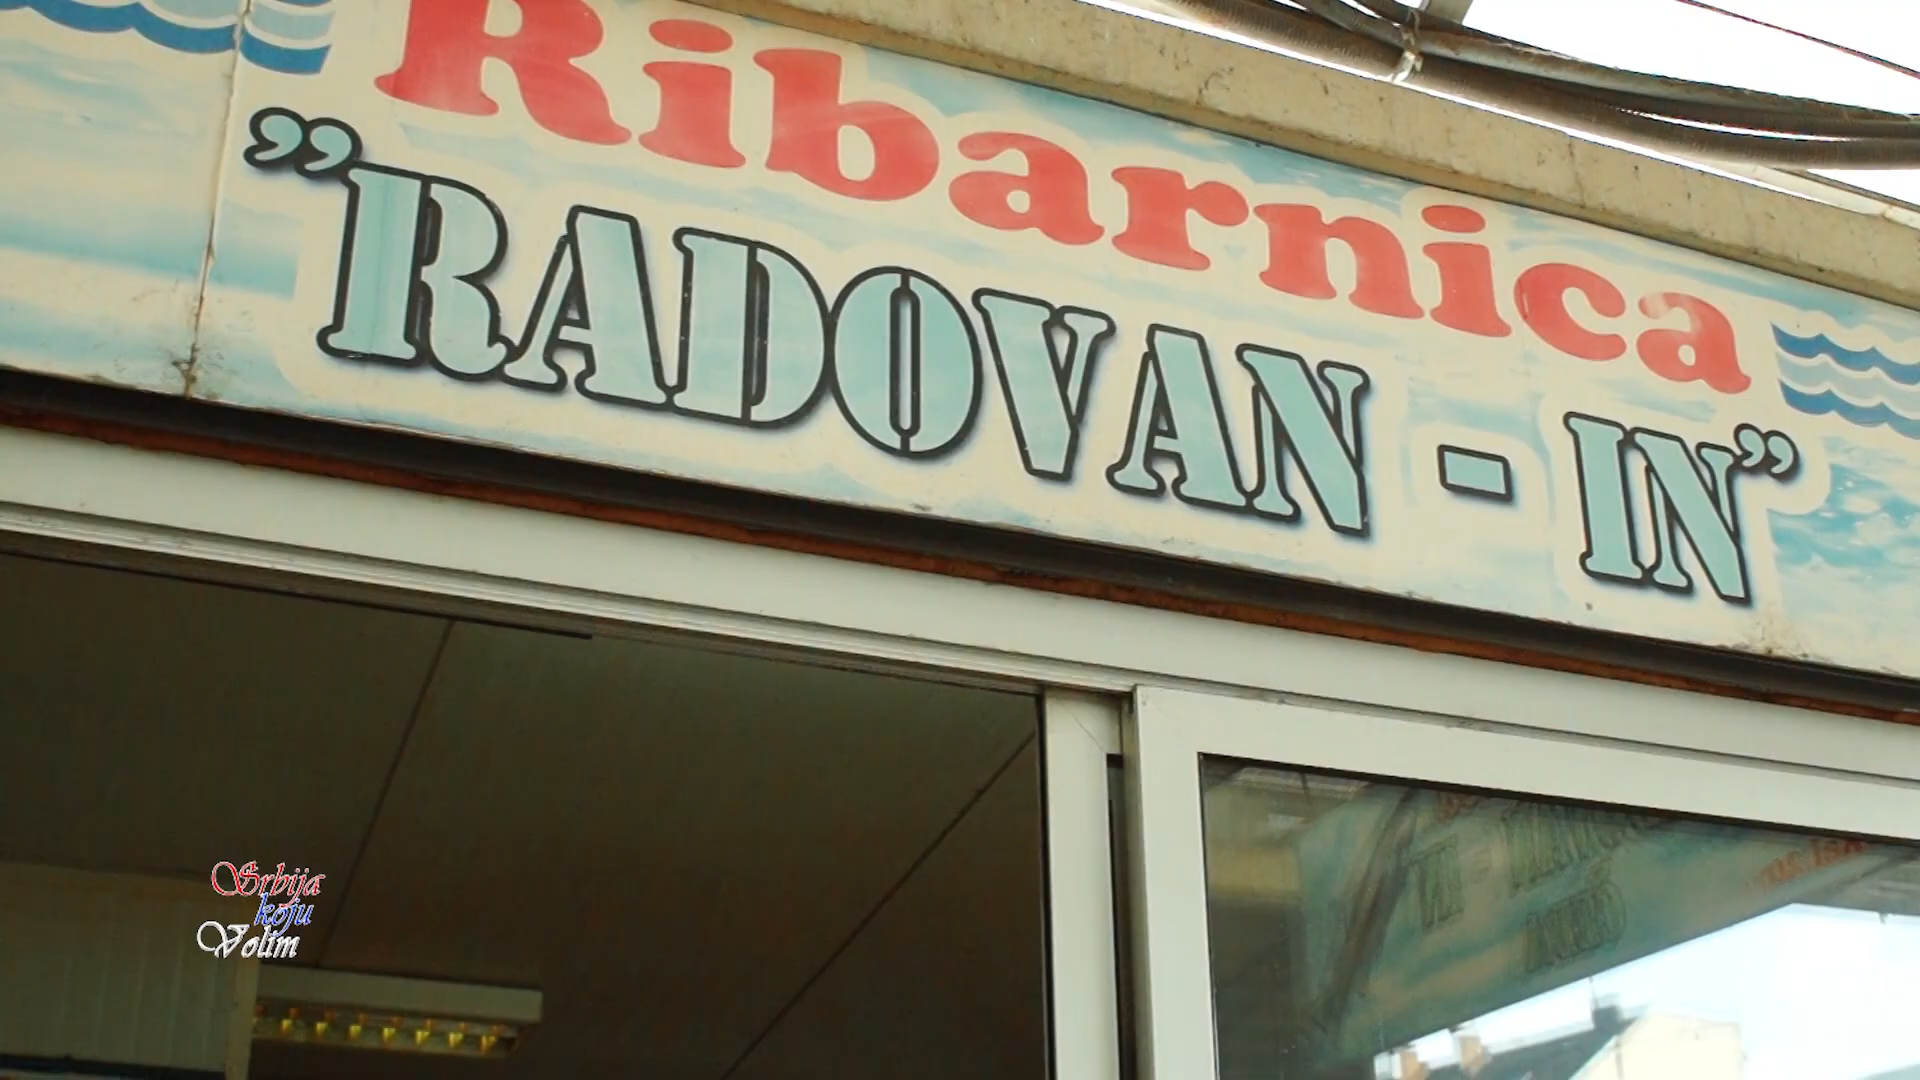 Ribarnica
”RADOVAN - IN”
Srbija
koju
Volim